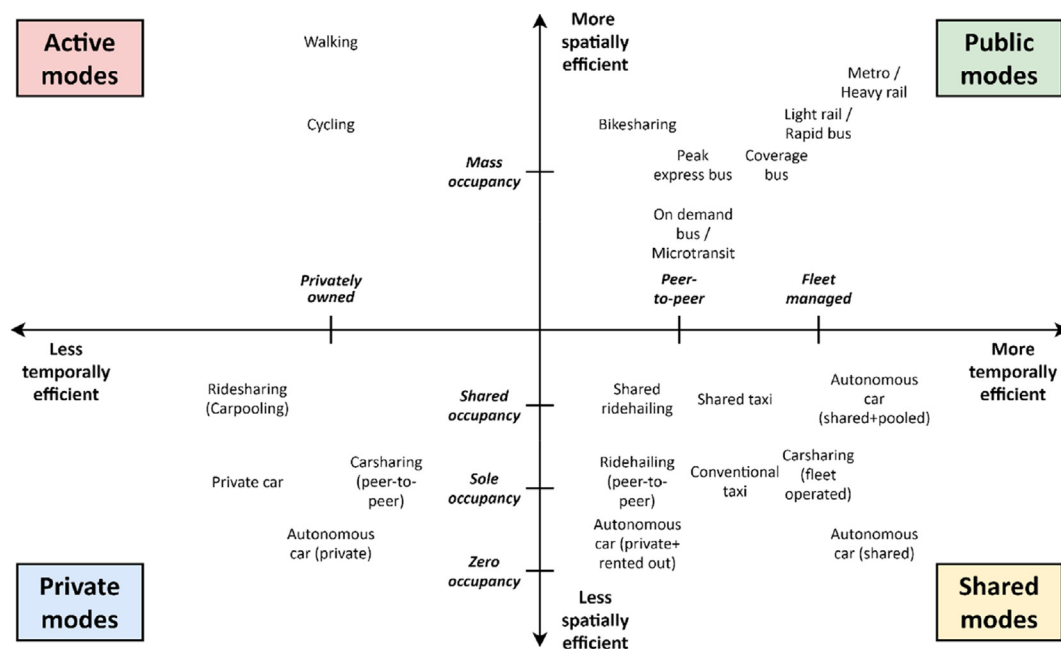 Active
modes
Walking
Cycling
More
spatially
efficient
Public
modes
Metro /
Heavy rail
Light rail /
Rapid bus
Bikesharing
Peak
express bus
Coverage
bus
Mass
occupancy
On demand
bus /
Microtransit
Privately
owned
Peer-
to-peer
Fleet
managed
Less
temporally
efficient
More
temporally
efficient
Ridesharing
(Carpooling)
Shared
occupancy
Shared
ridehailing
Shared taxi
Autonomous
car
(shared+pooled)
Private car
Carsharing
(peer-to-
peer)
Sole
occupancy
Ridehailing
(peer-to-
peer)
Conventional
taxi
Carsharing
(fleet
operated)
Autonomous
car (private)
Autonomous
car (private+
rented out)
Autonomous
car (shared)
Zero
occupancy
Private
modes
Less
spatially
efficient
Shared
modes